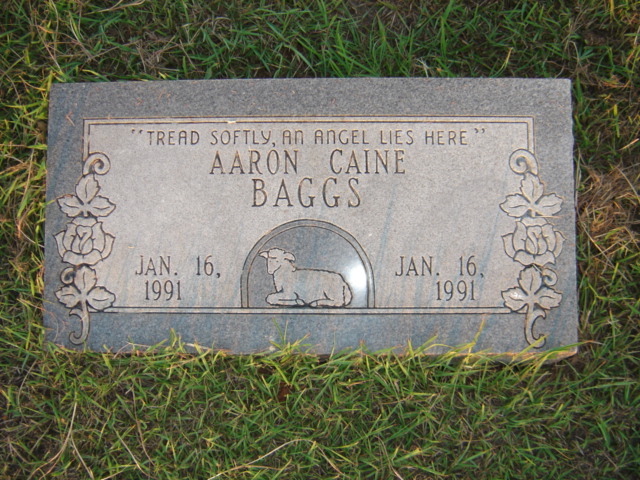 "TREAD SOFTLY, AN ANGEL LIES HERE"
AARON CAINE
BAGGS
JAN. 16,
1991
JAN. 16,
1991